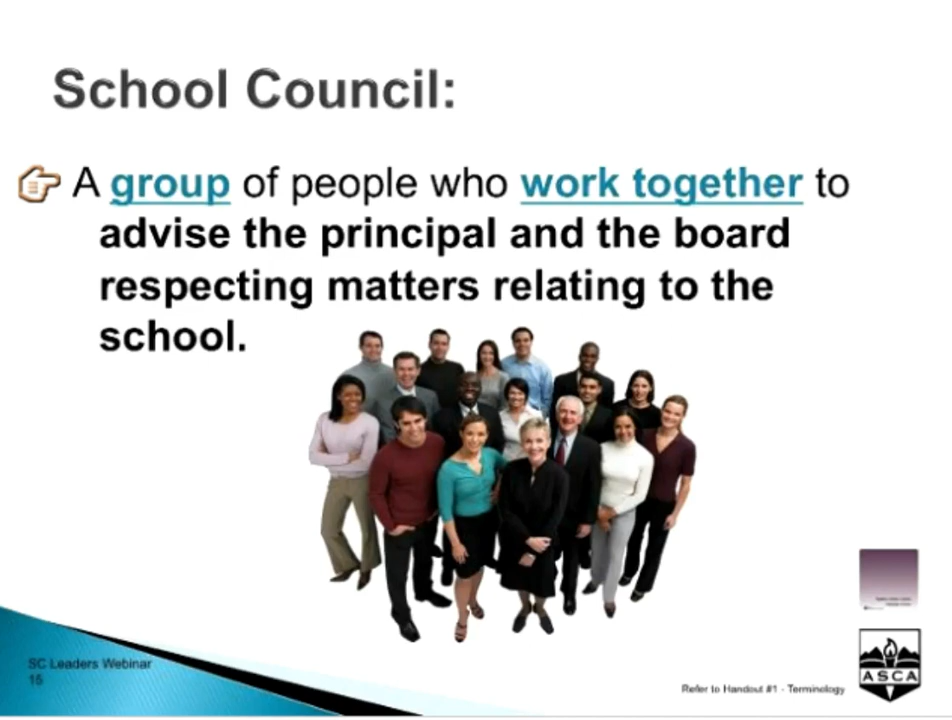 School Council:
A group of people who work together to
advise the principal and the board
respecting matters relating to the
school.
SC Leaders Webinar
15
Refer to Handout #1 - Terminology
ASCA